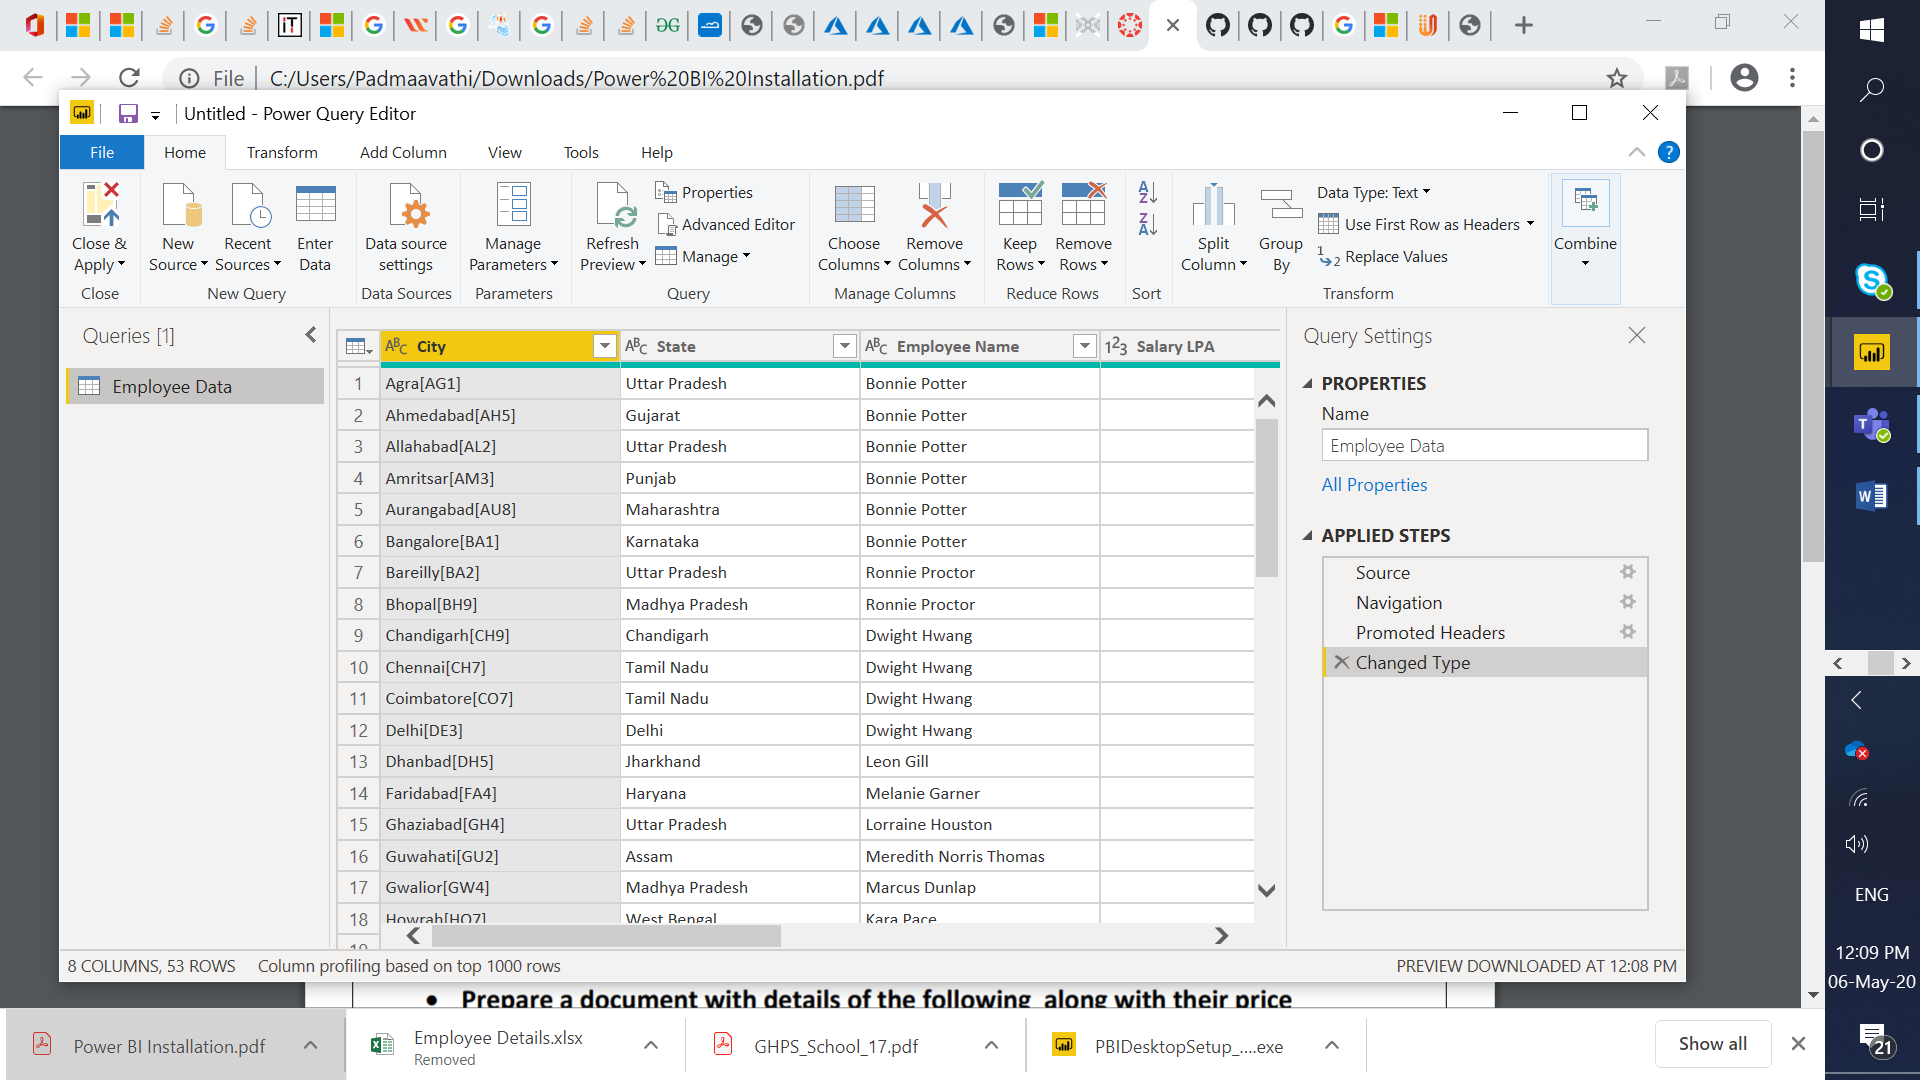 File
C:/Users/Padmaavathi/Downloads/Power%20BI%20Installation.pdf
Untitled - Power Query Editor
File Home Transform Add Column View Tools Help
Close & Apply
Close
New Source
Recent Sources
Enter Data
New Query
Data source settings
Data Sources
Manage Parameters
Parameters
Refresh Preview
Properties
Advanced Editor
Manage
Query
Choose Columns
Remove Columns
Manage Columns
Keep Rows
Remove Rows
Reduce Rows
Sort
Split Column
Group By
Data Type: Text
Use First Row as Headers
Replace Values
Transform
Combine
Queries [1]
Employee Data
City State Employee Name Salary LPA
1 Agra[AG1] Uttar Pradesh Bonnie Potter
2 Ahmedabad[AH5] Gujarat Bonnie Potter
3 Allahabad[AL2] Uttar Pradesh Bonnie Potter
4 Amritsar[AM3] Punjab Bonnie Potter
5 Aurangabad[AU8] Maharashtra Bonnie Potter
6 Bangalore[BA1] Karnataka Bonnie Potter
7 Bareilly[BA2] Uttar Pradesh Ronnie Proctor
8 Bhopal[BH9] Madhya Pradesh Ronnie Proctor
9 Chandigarh[CH9] Chandigarh Dwight Hwang
10 Chennai[CH7] Tamil Nadu Dwight Hwang
11 Coimbatore[CO7] Tamil Nadu Dwight Hwang
12 Delhi[DE3] Delhi Dwight Hwang
13 Dhanbad[DH5] Jharkhand Leon Gill
14 Faridabad[FA4] Haryana Melanie Garner
15 Ghaziabad[GH4] Uttar Pradesh Lorraine Houston
16 Guwahati[GU2] Assam Meredith Norris Thomas
17 Gwalior[GW4] Madhya Pradesh Marcus Dunlap
18 Howrah[HO7] West Bengal Kara Pace
19
Query Settings
PROPERTIES
Name
Employee Data
All Properties
APPLIED STEPS
Source
Navigation
Promoted Headers
Changed Type
8 COLUMNS, 53 ROWS Column profiling based on top 1000 rows
PREVIEW DOWNLOADED AT 12:08 PM
• Prepare a document with details of the following along with their price
Power BI Installation.pdf
Employee Details.xlsx
Removed
GHPS_School_17.pdf
PBIDesktopSetup_....exe
Show all
ENG
12:09 PM
06-May-20
21